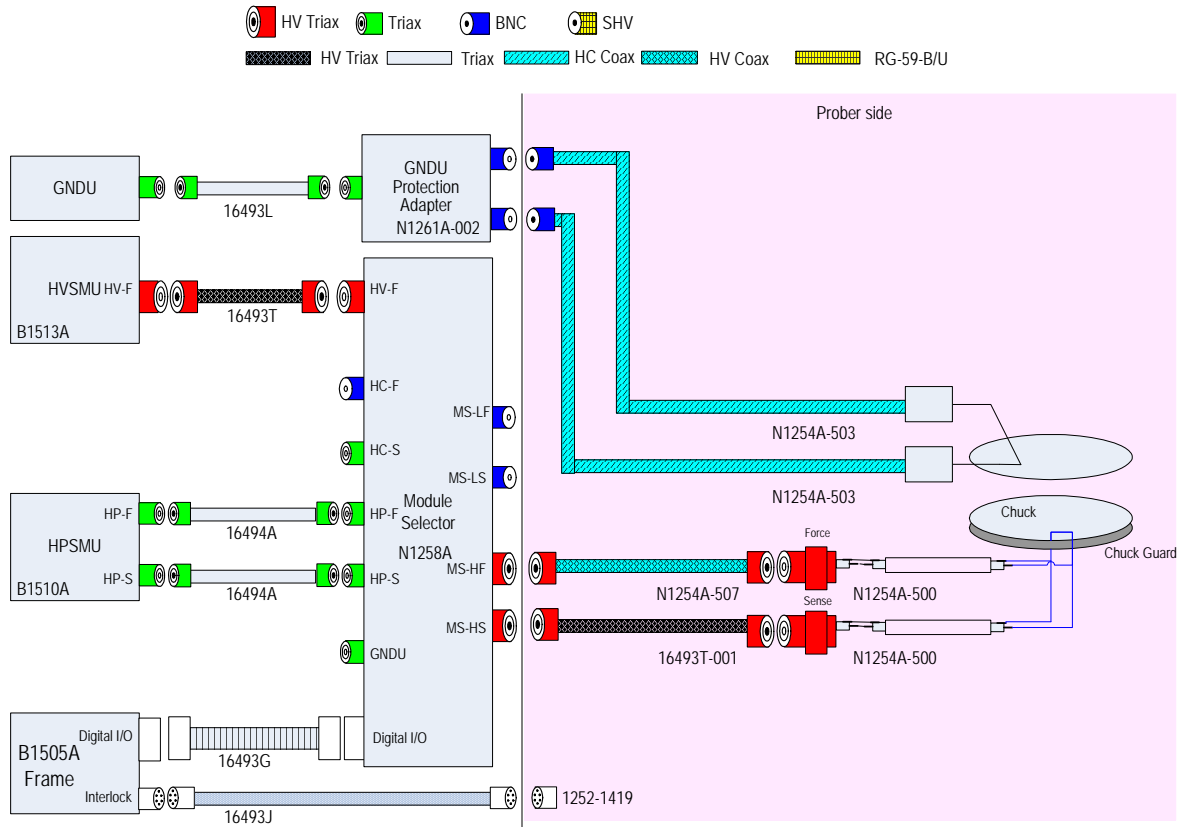 HV Triax Triax BNC SHV
HV Triax Triax HC Coax HV Coax RG-59-B/U
Prober side
GNDU
16493L
GNDU
Protection
Adapter
N1261A-002
HVSMU HV-F
B1513A
16493T
HV-F
HC-F
HC-S
HP-F
HP-S
GNDU
Digital I/O
MS-LF
MS-LS
Module
Selector
N1258A
MS-HF
MS-HS
HP-F
HPSMU
HP-S
B1510A
16494A
16494A
N1254A-503
N1254A-503
Chuck
Chuck Guard
Force
N1254A-507
N1254A-500
Sense
16493T-001
N1254A-500
Digital I/O
B1505A
Frame
Interlock
16493G
16493J
1252-1419